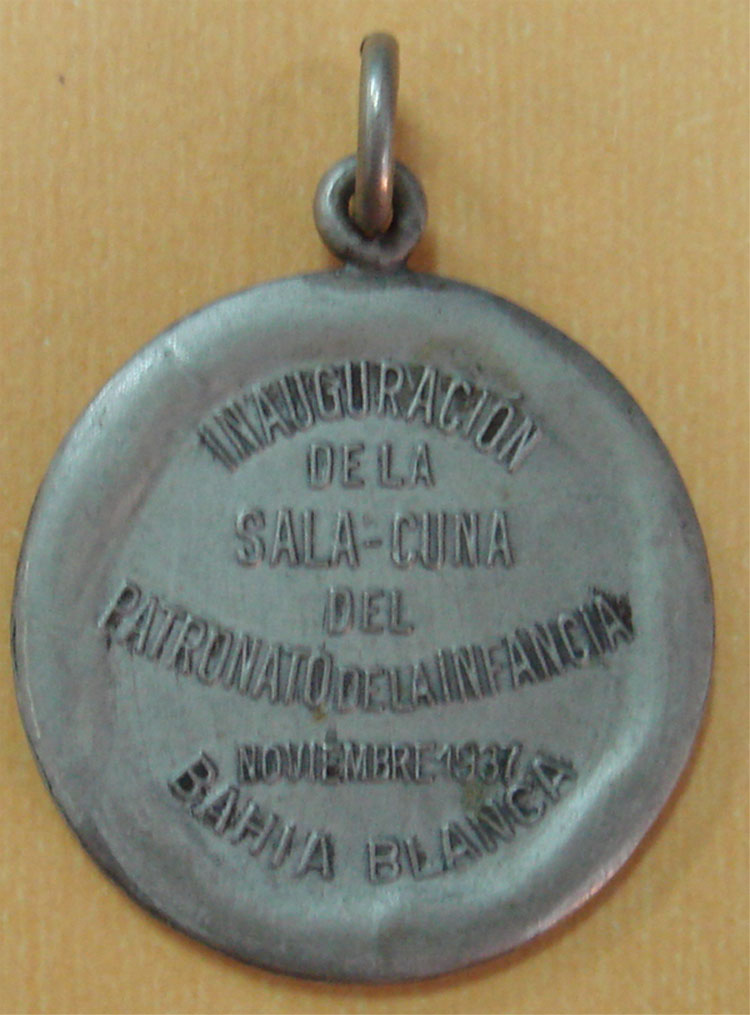 INAUGURACIÓN
DE LA
SALA-CUNA
DEL
PATRONATO DE LA INFANCIA
NOVIEMBRE 1937
BAHIA BLANCA